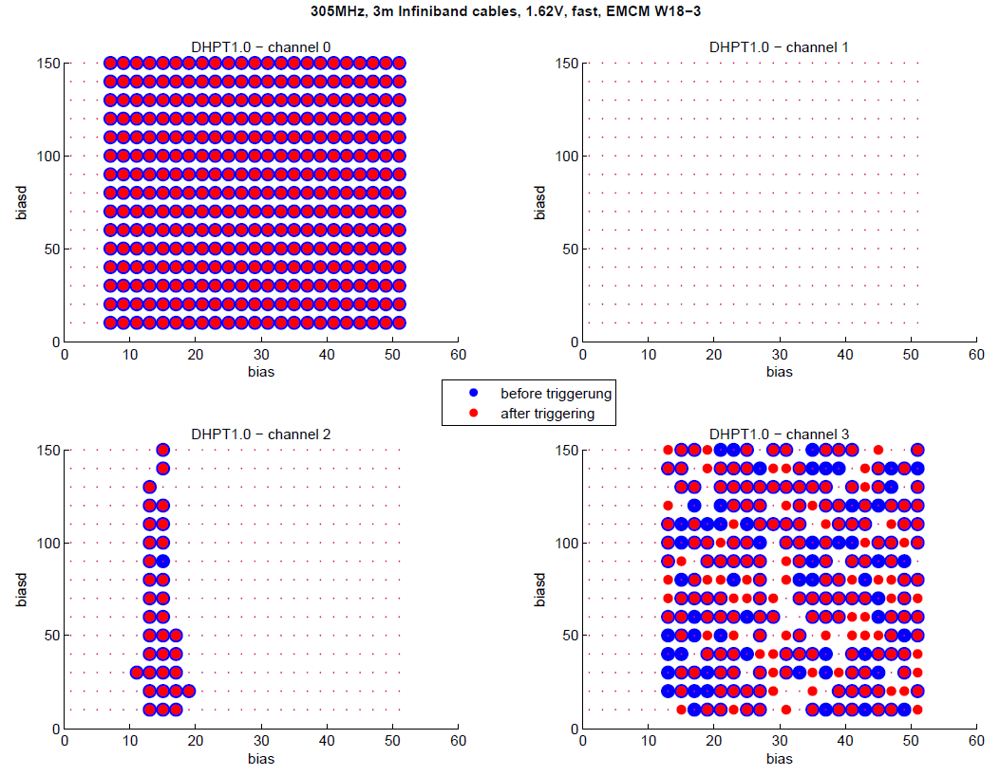 305MHz, 3m Infiniband cables, 1.62V, fast, EMCM W18−3
DHPT1.0 − channel 0
150
100
50
0
biasd
0 10 20 30 40 50 60
bias
DHPT1.0 − channel 1
150
100
50
0
biasd
0 10 20 30 40 50 60
bias
before triggerung
after triggering
DHPT1.0 − channel 2
150
100
50
0
biasd
0 10 20 30 40 50 60
bias
DHPT1.0 − channel 3
150
100
50
0
biasd
0 10 20 30 40 50 60
bias